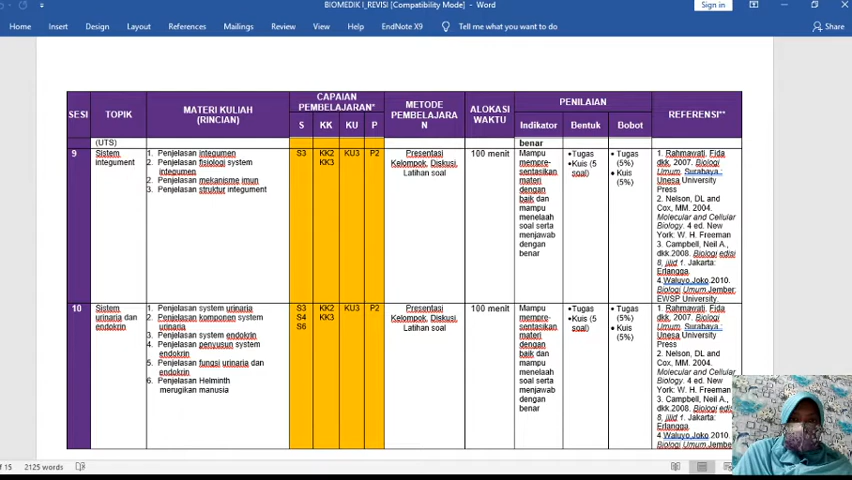 BIOMEDIK I_REVISI [Compatibility Mode] - Word
Sign in
Home Insert Design Layout References Mailings Review View Help EndNote X9 Tell me what you want to do Share
SESI
TOPIK
MATERI KULIAH
(RINCIAN)
CAPAIAN
PEMBELAJARAN*
S KK KU P
METODE
PEMBELAJARA
N
ALOKASI
WAKTU
PENILAIAN
Indikator Bentuk Bobot
REFERENSI**
(UTS)
benar
9
Sistem
integument
1. Penjelasan integumen
2. Penjelasan fisiologi system
integumen
2. Penjelasan mekanisme imun
3. Penjelasan struktur integument
S3
KK2
KK3
KU3
P2
Presentasi
Kelompok, Diskusi,
Latihan soal
100 menit
Mampu
mempre-
sentasikan
materi
dengan
baik dan
mampu
menelaah
soal serta
menjawab
dengan
benar
•Tugas
•Kuis (5
soal)
• Tugas
(5%)
• Kuis
(5%)
1. Rahmawati, Fida
dkk. 2007. Biologi
Umum. Surabaya :
Unesa University
Press
2. Nelson, DL and
Cox, MM. 2004.
Molecular and Cellular
Biology. 4 ed. New
York: W. H. Freeman
3. Campbell, Neil A.,
dkk.2008. Biologi edisi
8, jilid 1. Jakarta:
Erlangga.
4.Waluyo,Joko.2010.
Biologi Umum.Jember:
EWSP University.
10
Sistem
urinaria dan
endokrin
1. Penjelasan system urinaria
2. Penjelasan komponen system
urinaria
3. Penjelasan system endokrin
4. Penjelasan penyusun system
endokrin
5. Penjelasan fungsi urinaria dan
endokrin
6. Penjelasan Helminth
merugikan manusia
S3
S4
S6
KK2
KK3
KU3
P2
Presentasi
Kelompok, Diskusi,
Latihan soal
100 menit
Mampu
mempre-
sentasikan
materi
dengan
baik dan
mampu
menelaah
soal serta
menjawab
dengan
benar
•Tugas
•Kuis (5
soal)
• Tugas
(5%)
• Kuis
(5%)
1. Rahmawati, Fida
dkk. 2007. Biologi
Umum. Surabaya :
Unesa University
Press
2. Nelson, DL and
Cox, MM. 2004.
Molecular and Cellular
Biology. 4 ed. New
York: W. H. Freeman
3. Campbell, Neil A.,
dkk.2008. Biologi edisi
8, jilid 1. Jakarta:
Erlangga.
4.Waluyo,Joko.2010.
Biologi Umum.Jember:
of 15 2125 words